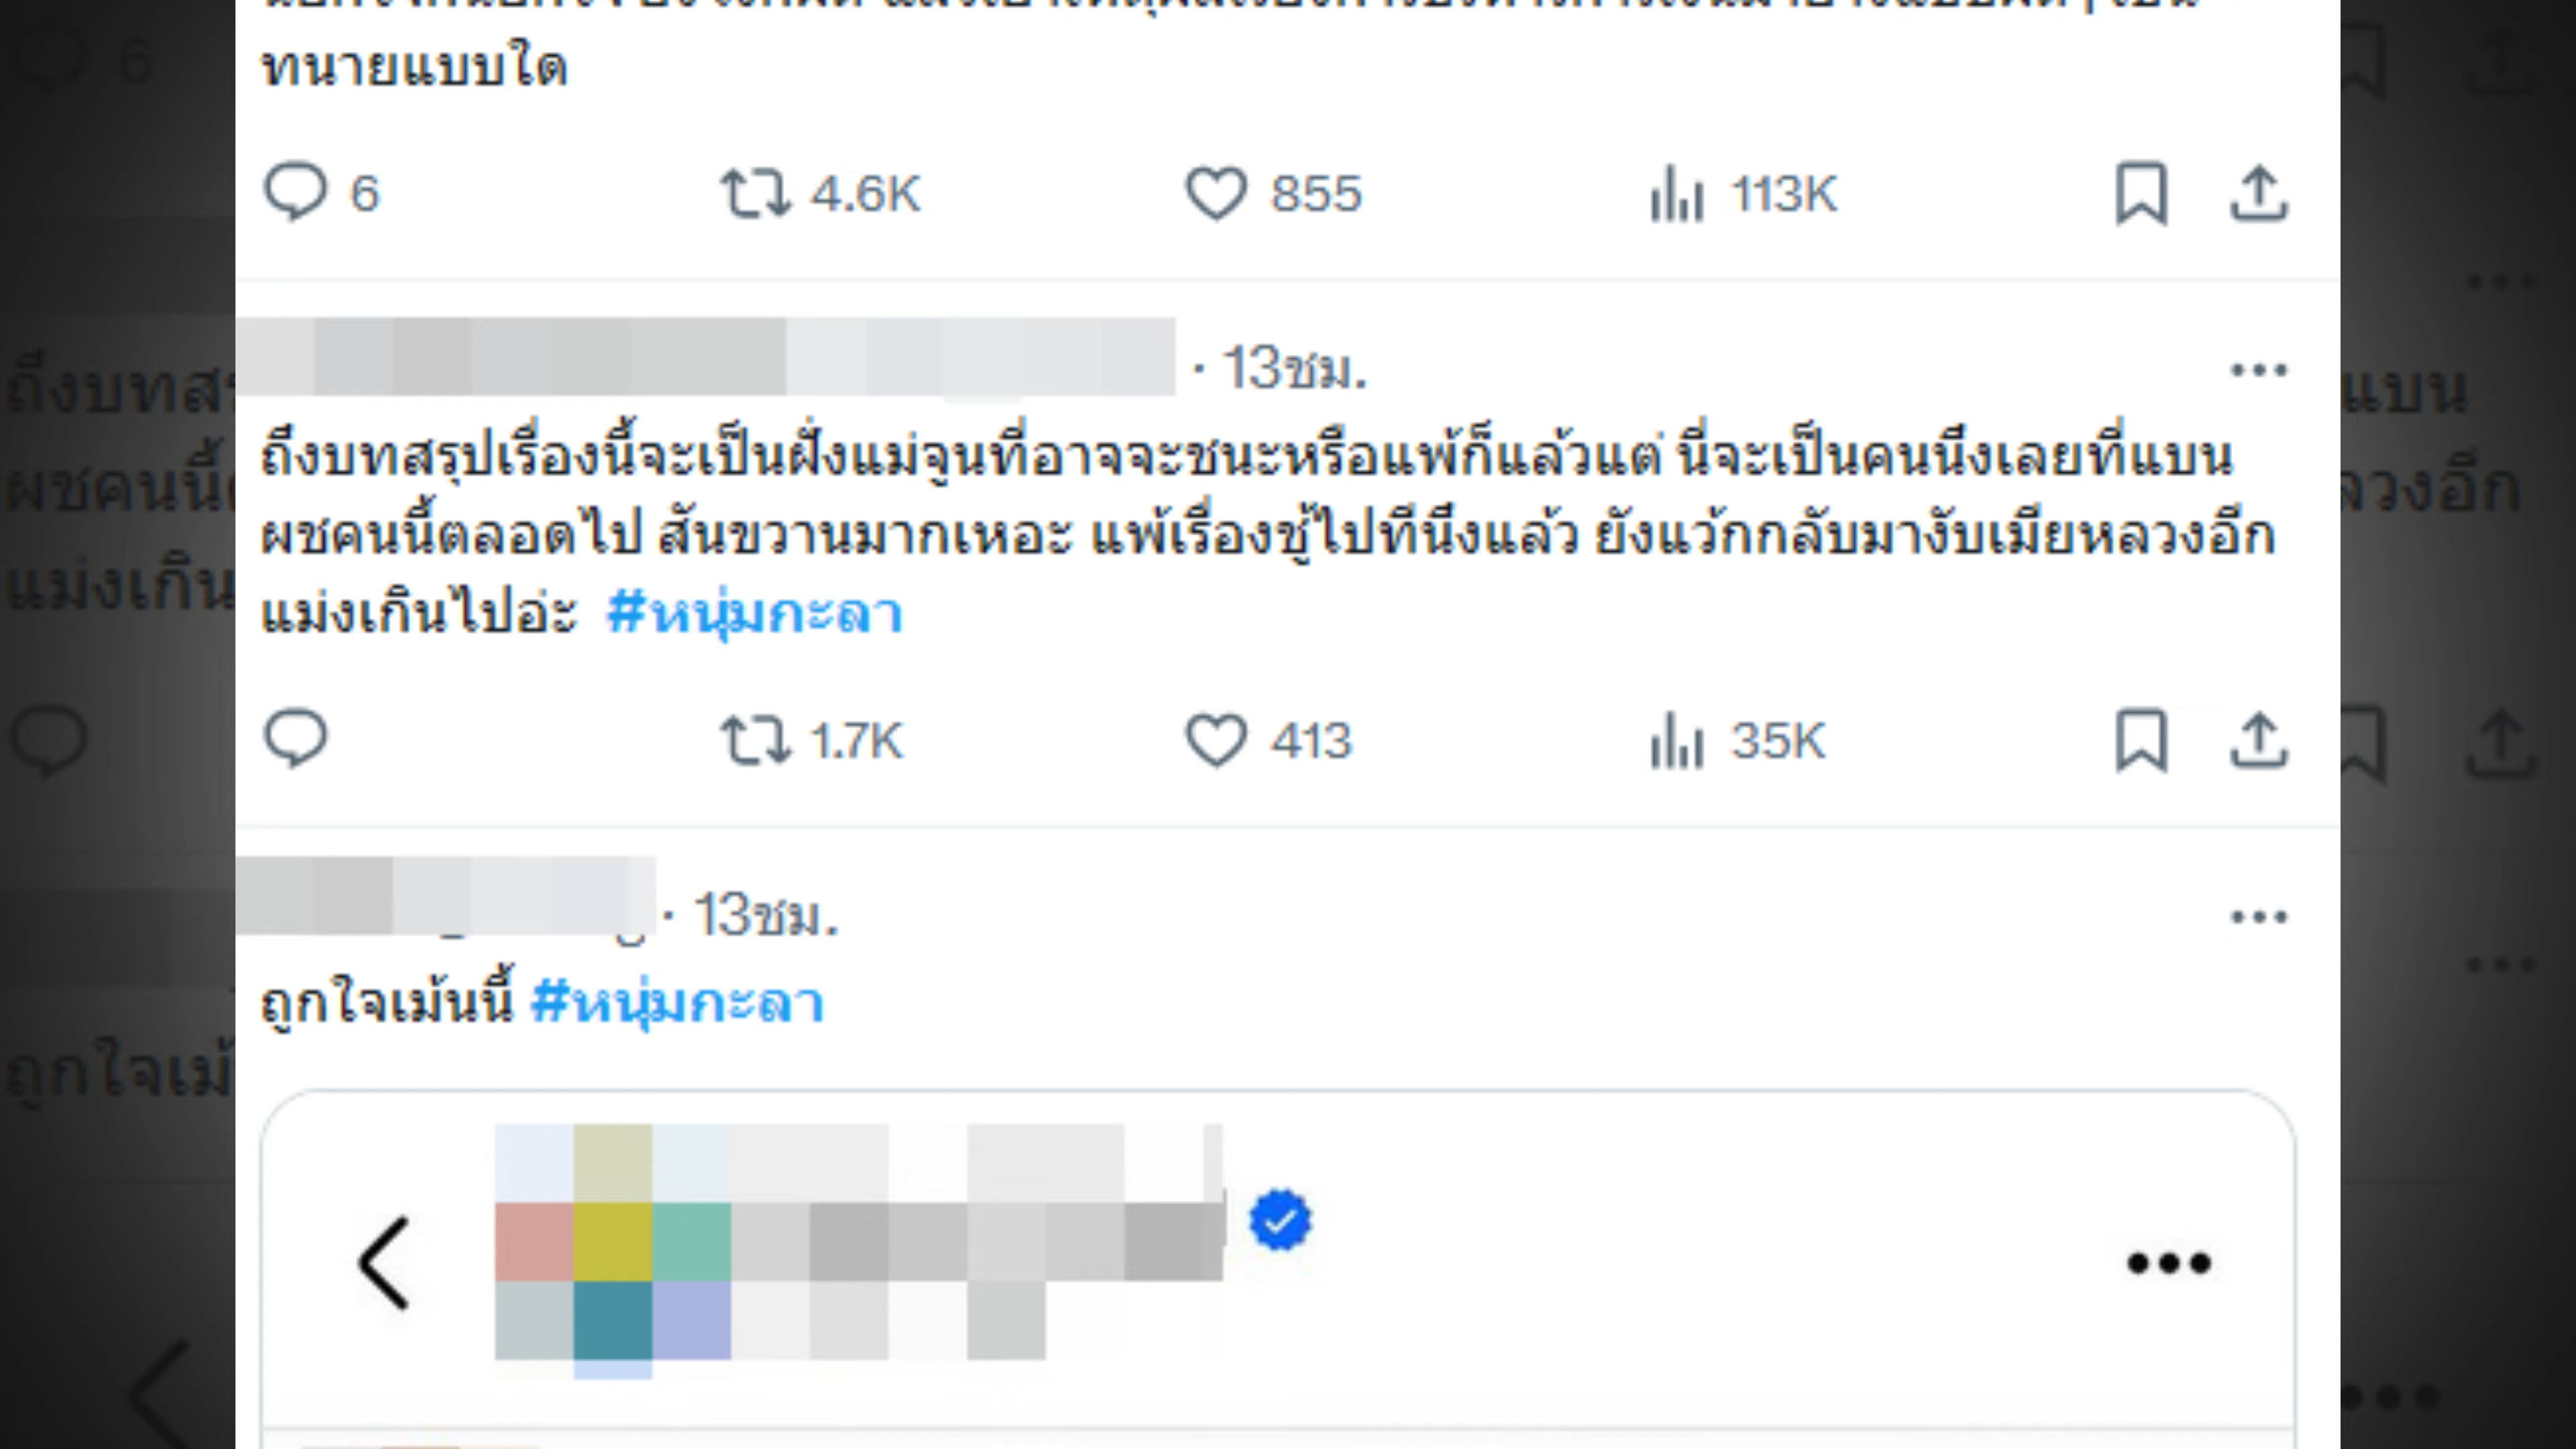 ทนายแบบใด
6 4.6K 855 113K
· 13ชม.
ถึงบทสรุปเรื่องนี้จะเป็นฝั่งแม่จูนที่อาจจะชนะหรือแพ้ก็แล้วแต่ นี่จะเป็นคนนึงเลยที่แบน
ผชคนนี้ตลอดไป ส้นขวานมากเหอะ แพ้เรื่องชู้ไปทีนึงแล้ว ยังแว้กกลับมางับเมียหลวงอีก
แม่งเกินไปอ่ะ #หนุ่มกะลา
1.7K 413 35K
· 13ชม.
ถูกใจเม้นนี้ #หนุ่มกะลา